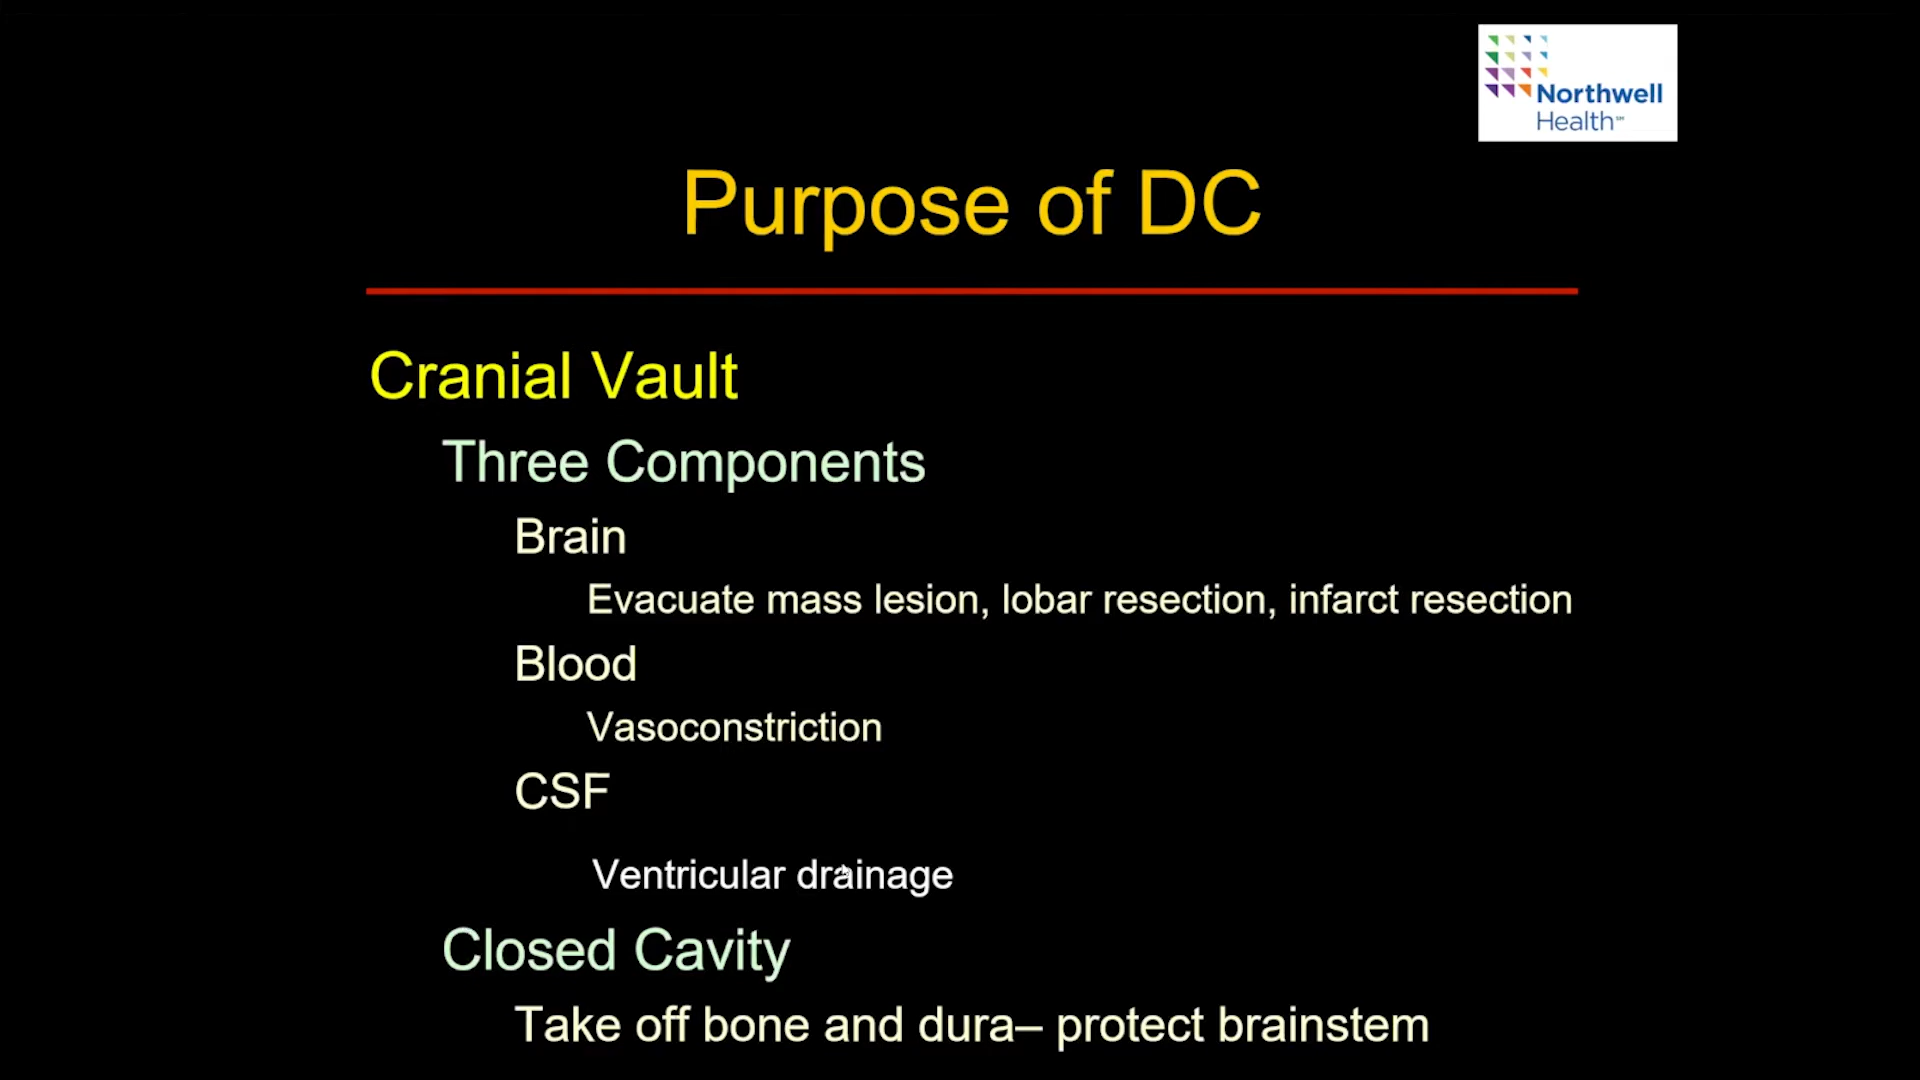 Northwell
Health℠
Purpose of DC
Cranial Vault
Three Components
Brain
Evacuate mass lesion, lobar resection, infarct resection
Blood
Vasoconstriction
CSF
Ventricular drainage
Closed Cavity
Take off bone and dura– protect brainstem